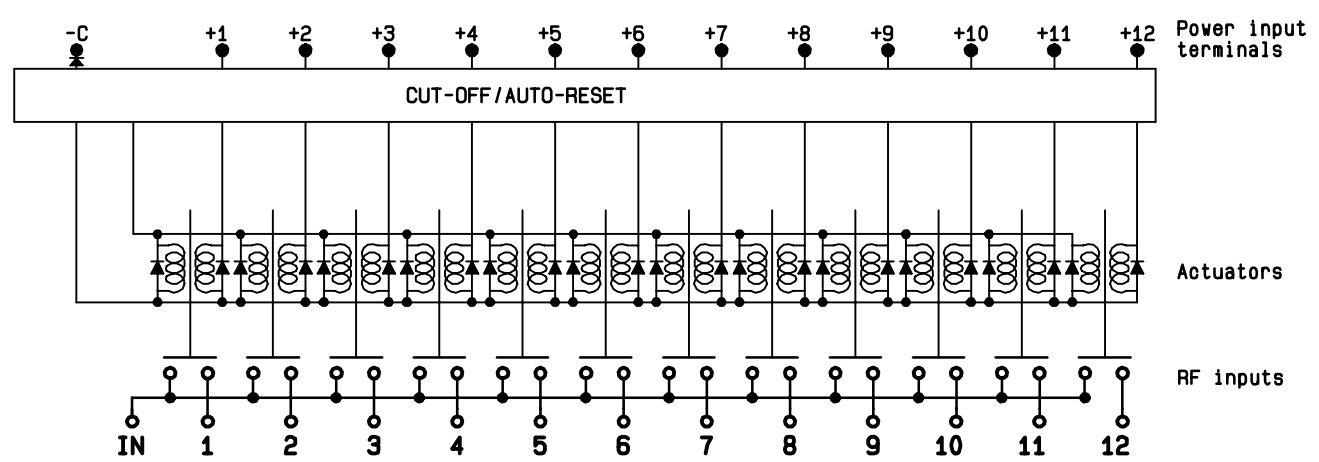 -C +1 +2 +3 +4 +5 +6 +7 +8 +9 +10 +11 +12 Power input
terminals
CUT-OFF/AUTO-RESET
Actuators
RF inputs
IN 1 2 3 4 5 6 7 8 9 10 11 12